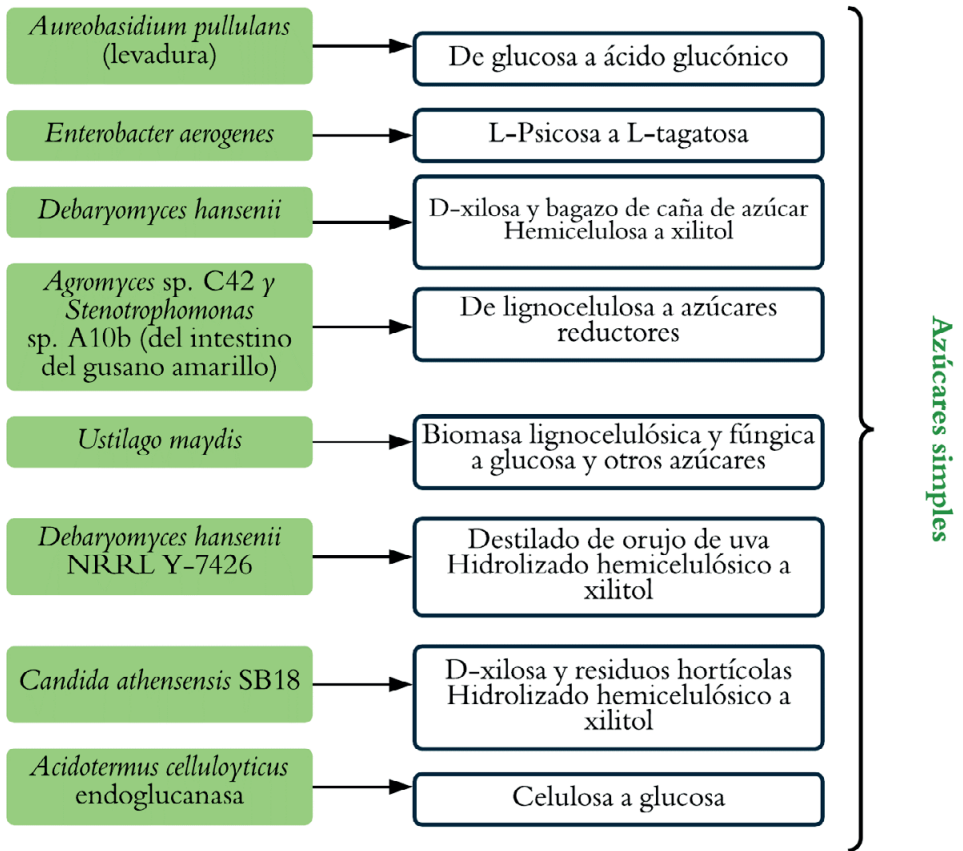 Aureobasidium pullulans
(levadura)
De glucosa a ácido glucónico
Enterobacter aerogenes
L-Psicosa a L-tagatosa
Debaryomyces hansenii
D-xilosa y bagazo de caña de azúcar
Hemicelulosa a xilitol
Agromyces sp. C42 y
Stenotrophomonas
sp. A10b (del intestino
del gusano amarillo)
De lignocelulosa a azúcares
reductores
Ustilago maydis
Biomasa lignocelulósica y fúngica
a glucosa y otros azúcares
Debaryomyces hansenii
NRRL Y-7426
Destilado de orujo de uva
Hidrolizado hemicelulósico a
xilitol
Candida athensensis SB18
D-xilosa y residuos hortícolas
Hidrolizado hemicelulósico a
xilitol
Acidotermus celluloyticus
endoglucanasa
Celulosa a glucosa
Azúcares simples